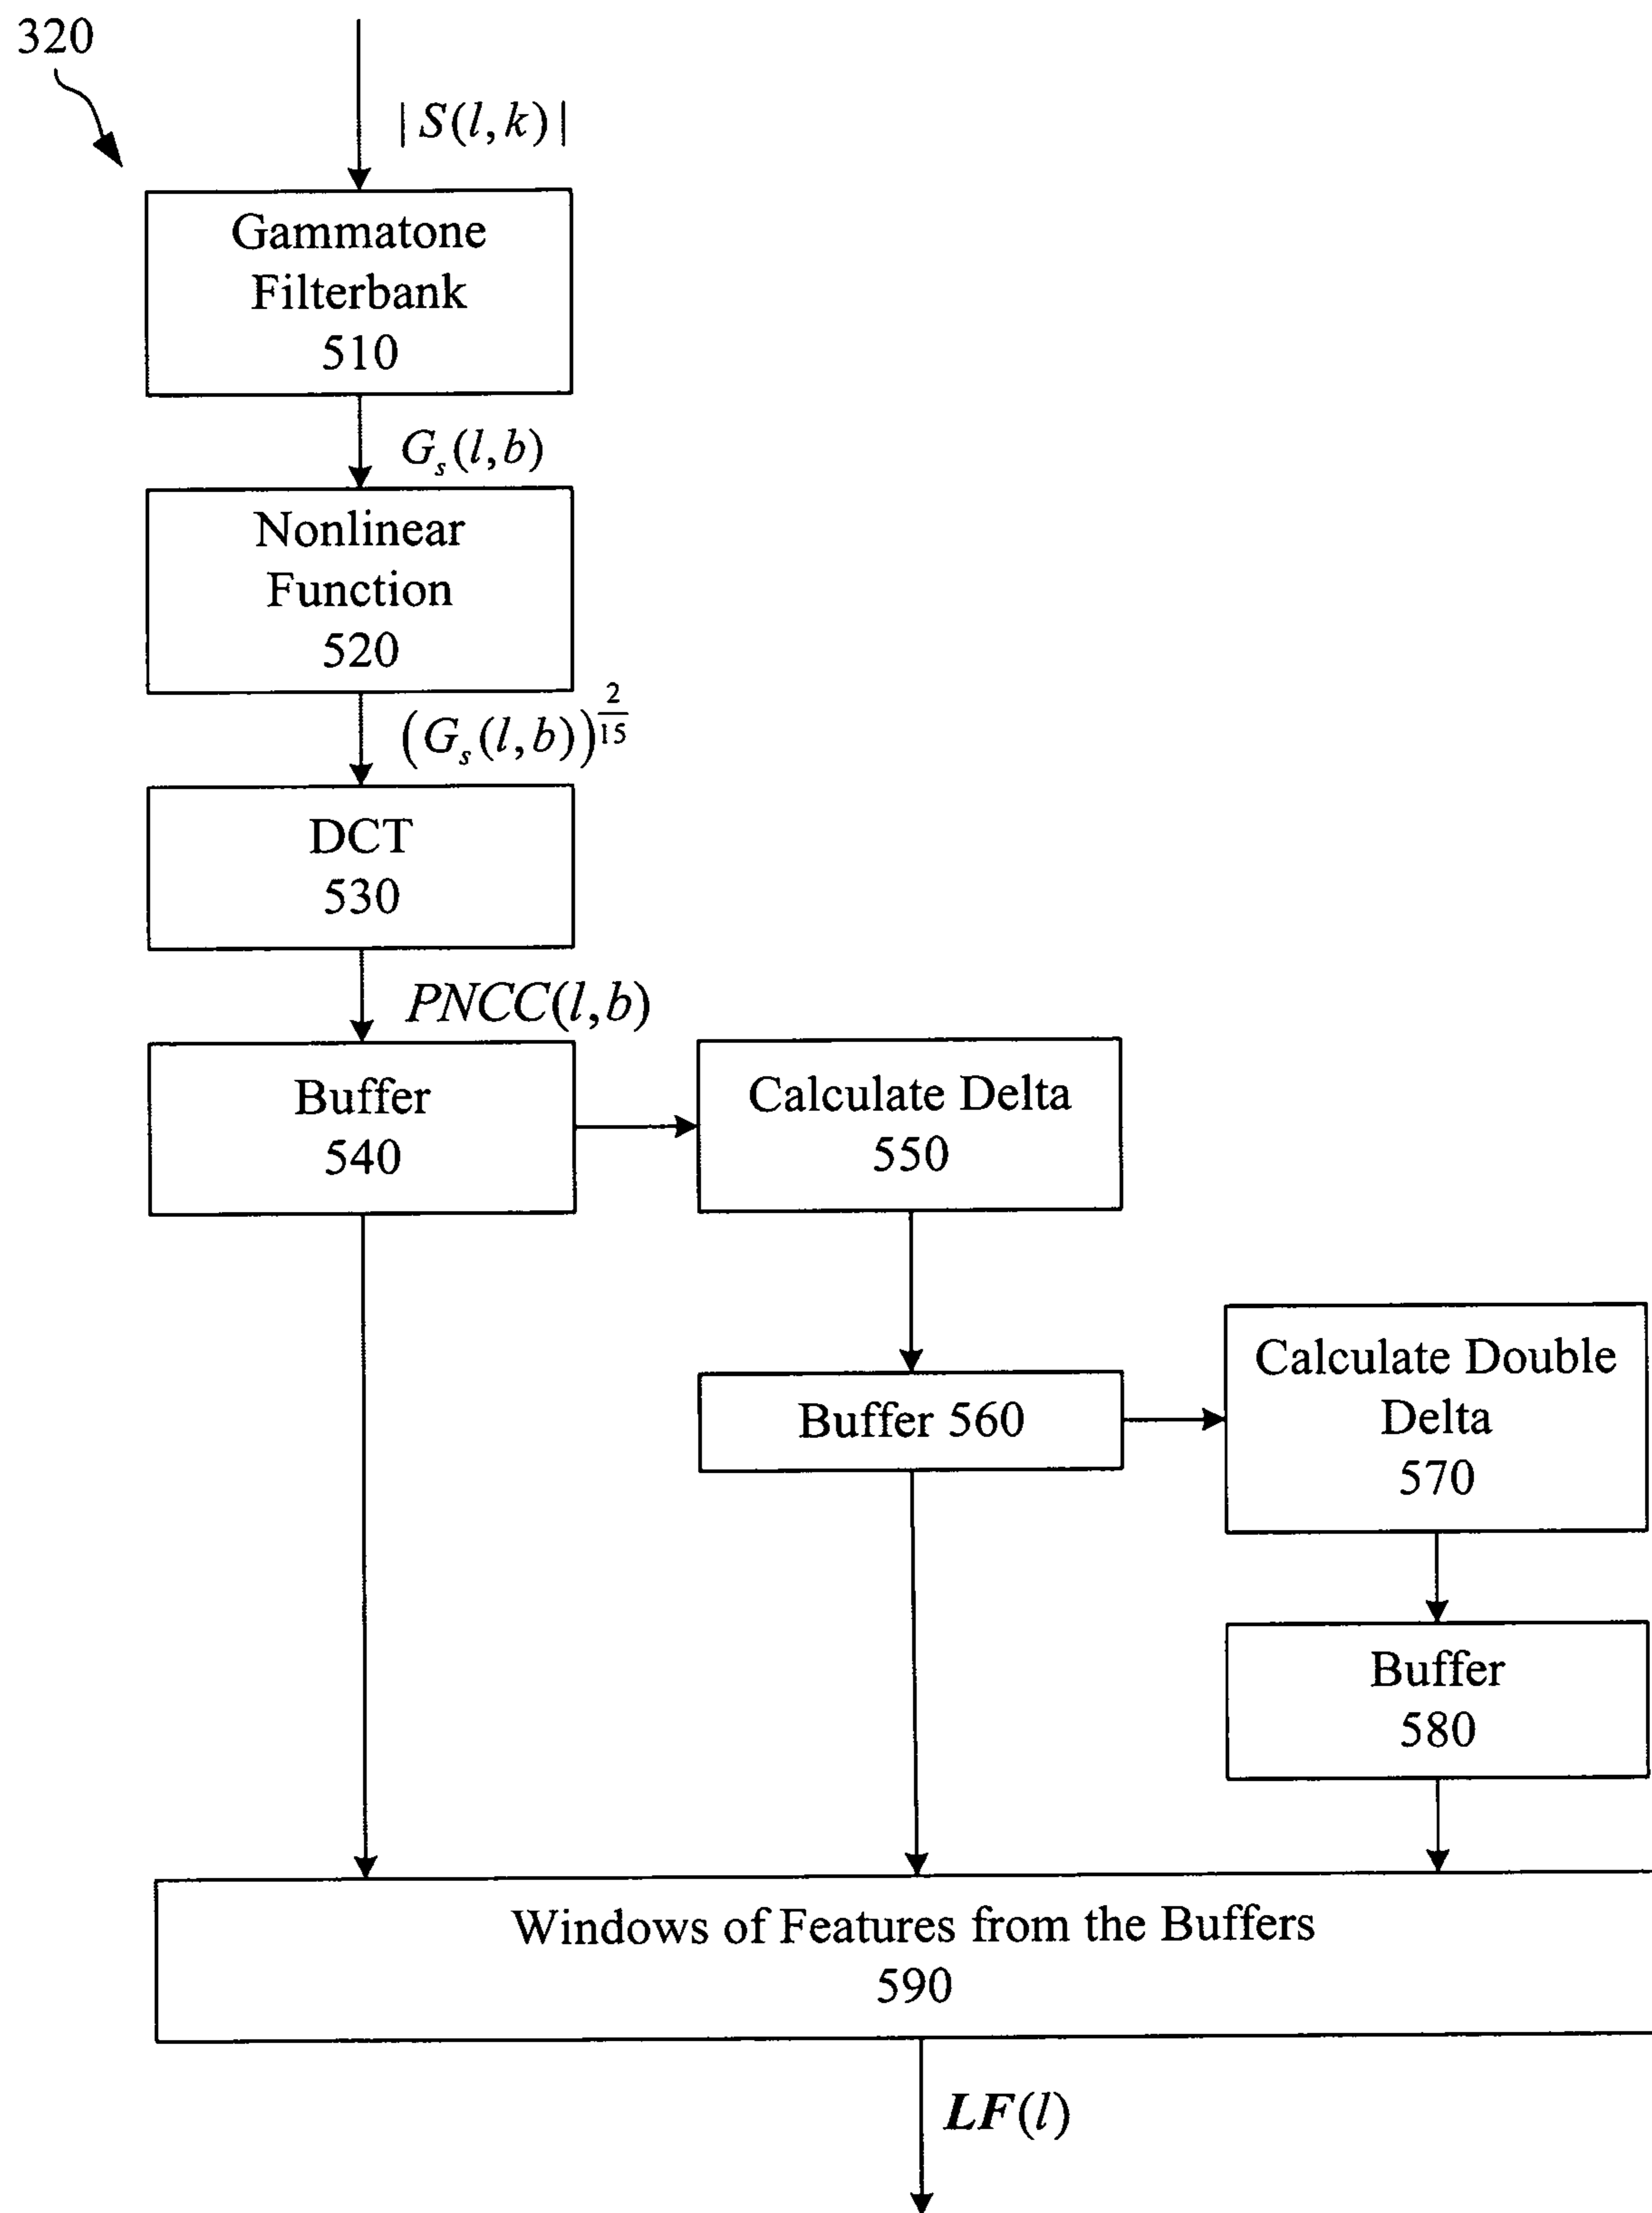 320
|S(l,k)|
Gammatone
Filterbank
510
G_s(l,b)
Nonlinear
Function
520
(G_s(l,b))^{2/15}
DCT
530
PNCC(l,b)
Buffer
540
Calculate Delta
550
Buffer 560
Calculate Double
Delta
570
Buffer
580
Windows of Features from the Buffers
590
LF(l)